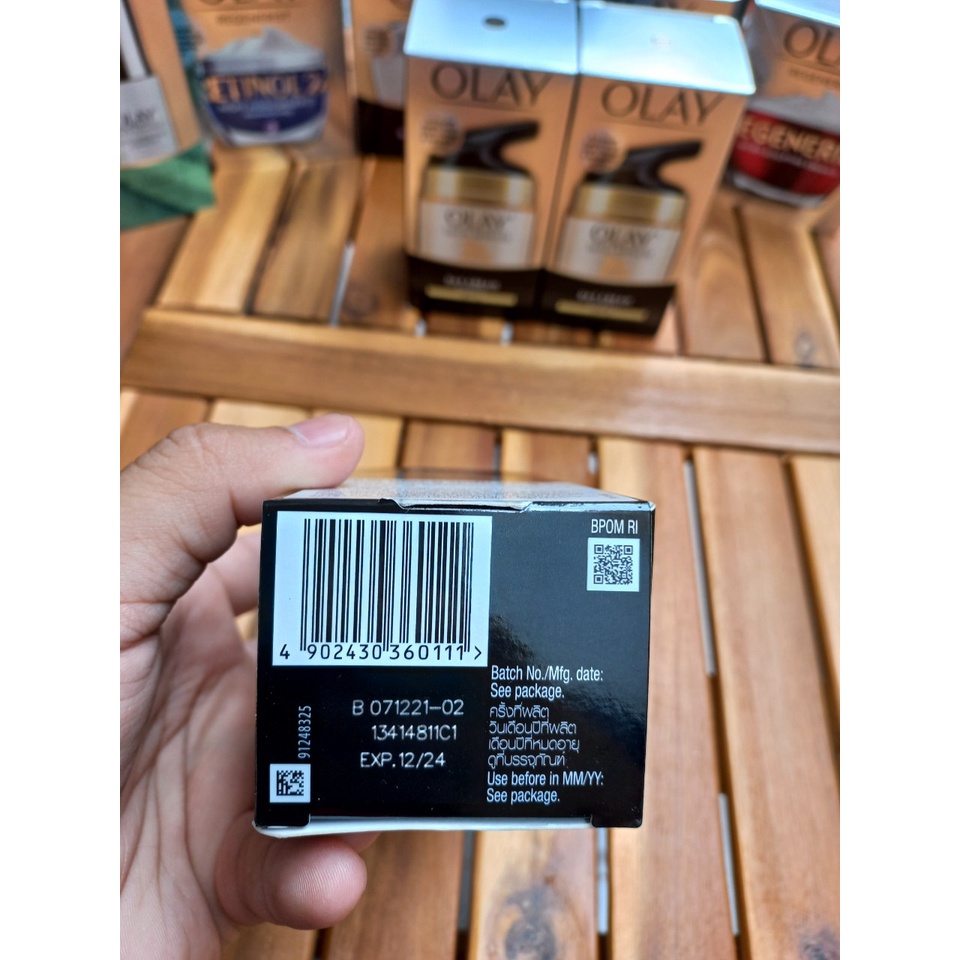 OLAY
OLAY
OLAY
OLAY
RETINOL24
BPOM RI
4 902430 360111 >
Batch No./Mfg. date:
See package.
ครั้งที่ผลิต
วันเดือนปีที่ผลิต
เดือนปีที่หมดอายุ
ดูที่บรรจุภัณฑ์
Use before in MM/YY:
See package.
B 071221-02
13414811C1
EXP.12/24
91248325